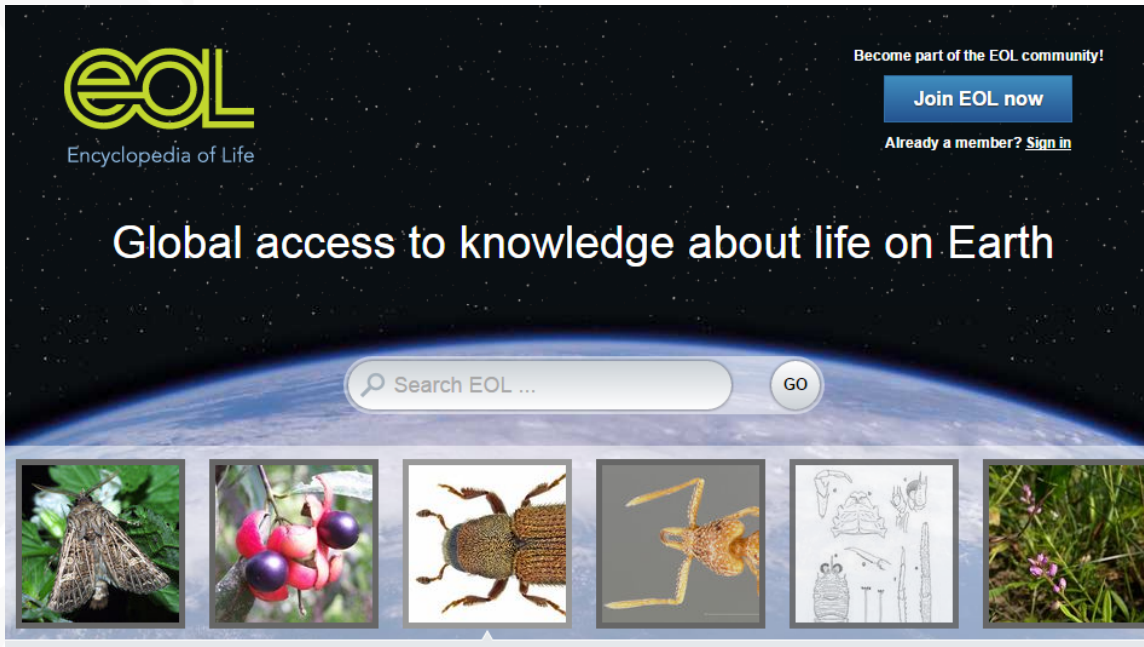 eOL
Encyclopedia of Life
Become part of the EOL community!
Join EOL now
Already a member? Sign in
Global access to knowledge about life on Earth
Search EOL ...
GO